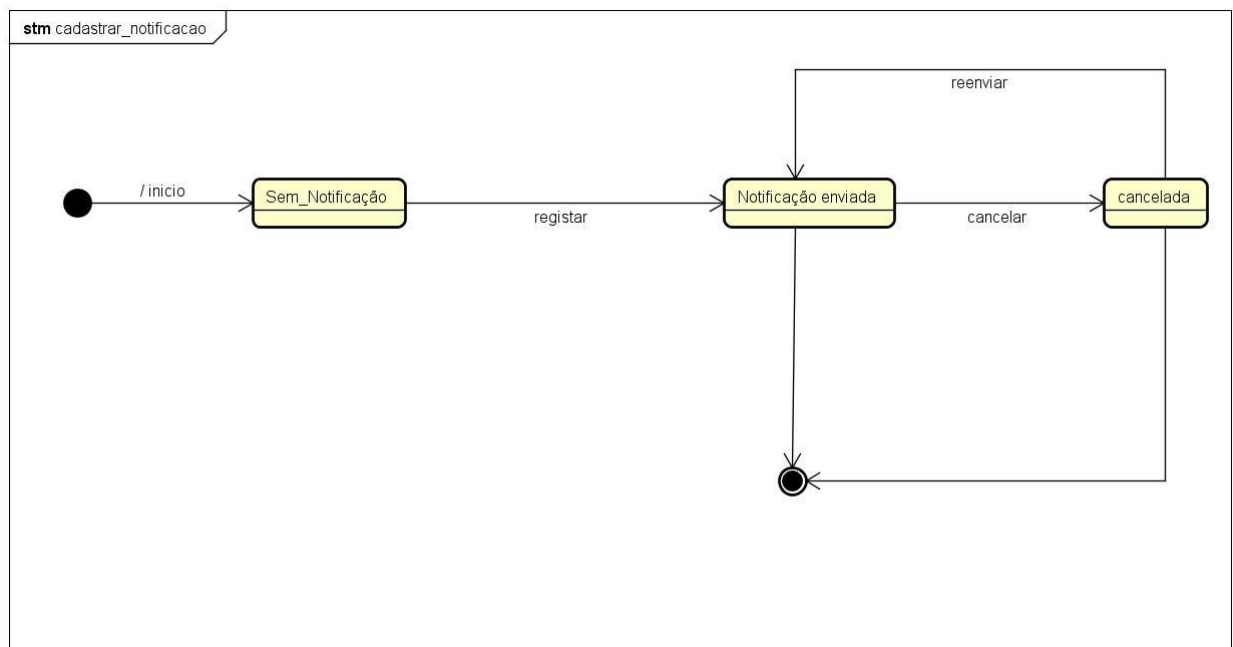 stm cadastrar_notificacao
reenviar
/ inicio
Sem_Notificação
registar
Notificação enviada
cancelar
cancelada